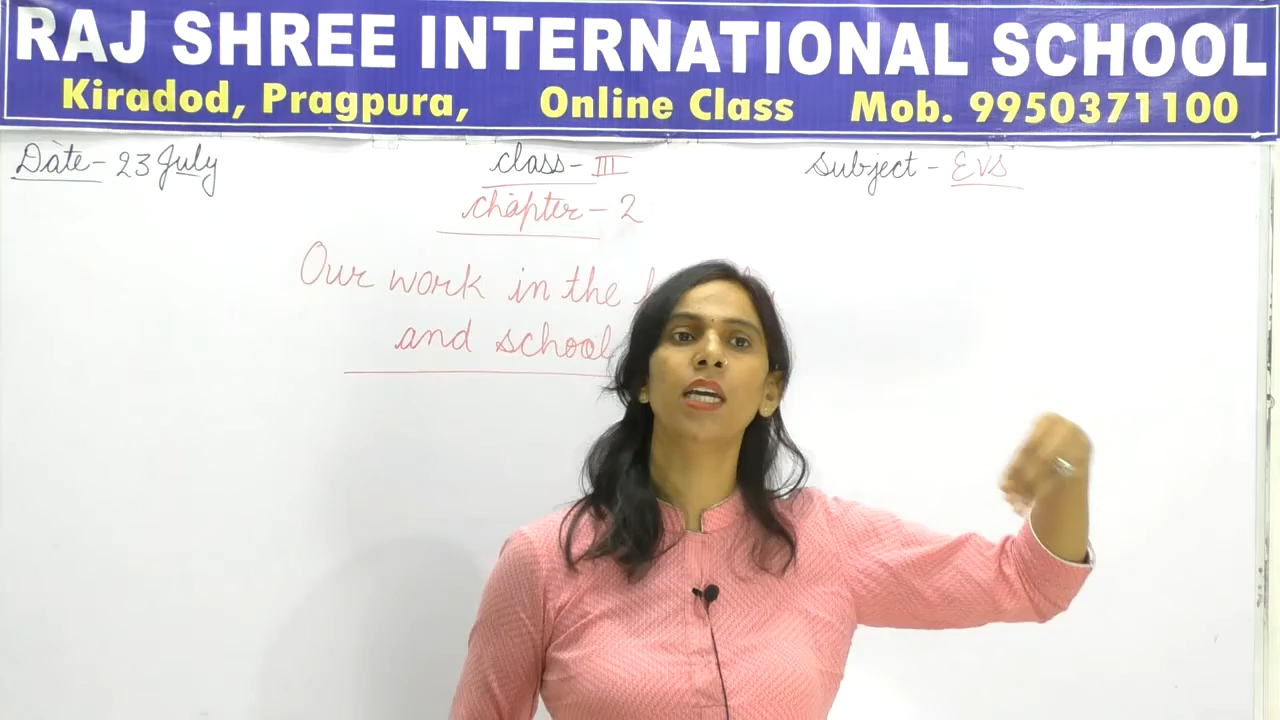 RAJ SHREE INTERNATIONAL SCHOOL
Kiradod, Pragpura, Online Class Mob. 9950371100
Date- 23 July class- III Subject- EVS
chapter- 2
Our work in the
and school